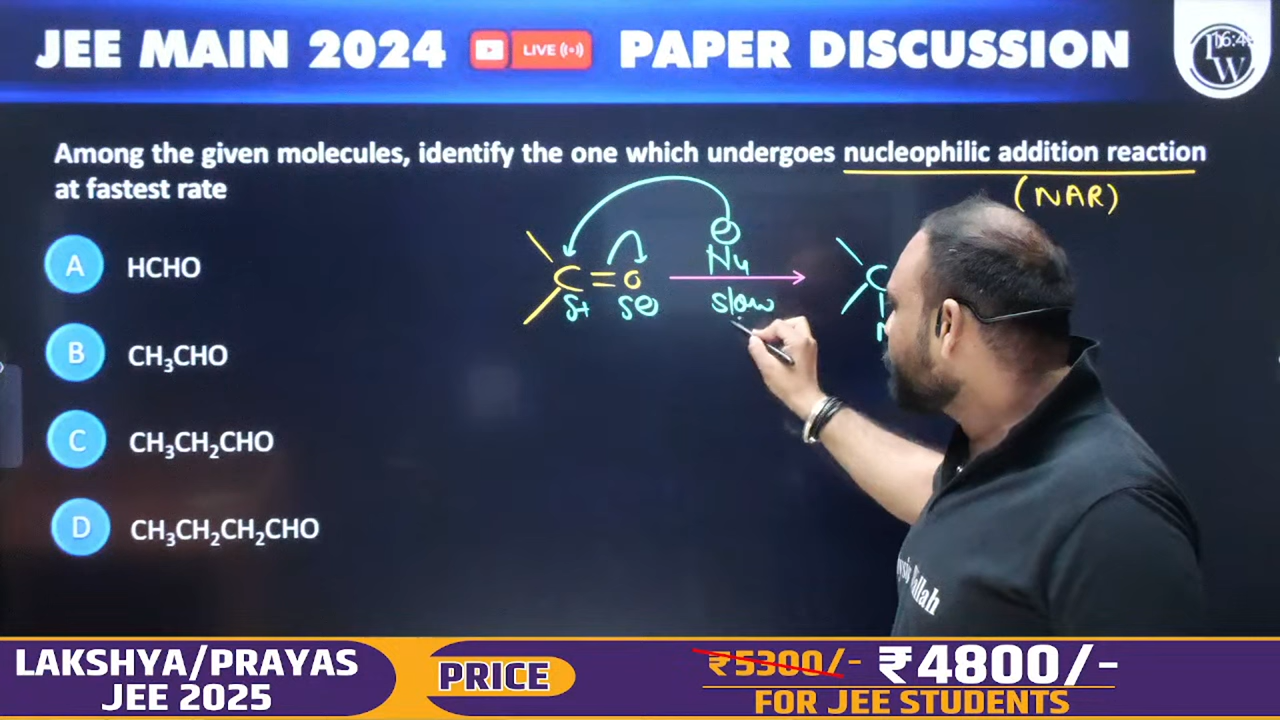 JEE MAIN 2024 LIVE PAPER DISCUSSION
16:4
W
Among the given molecules, identify the one which undergoes nucleophilic addition reaction
at fastest rate
(NAR)
A HCHO
B CH₃CHO
C CH₃CH₂CHO
D CH₃CH₂CH₂CHO
⊖
Nu
C=O
δ+ δ⊖
slow
C
LAKSHYA/PRAYAS
JEE 2025
PRICE
₹5300/- ₹4800/-
FOR JEE STUDENTS